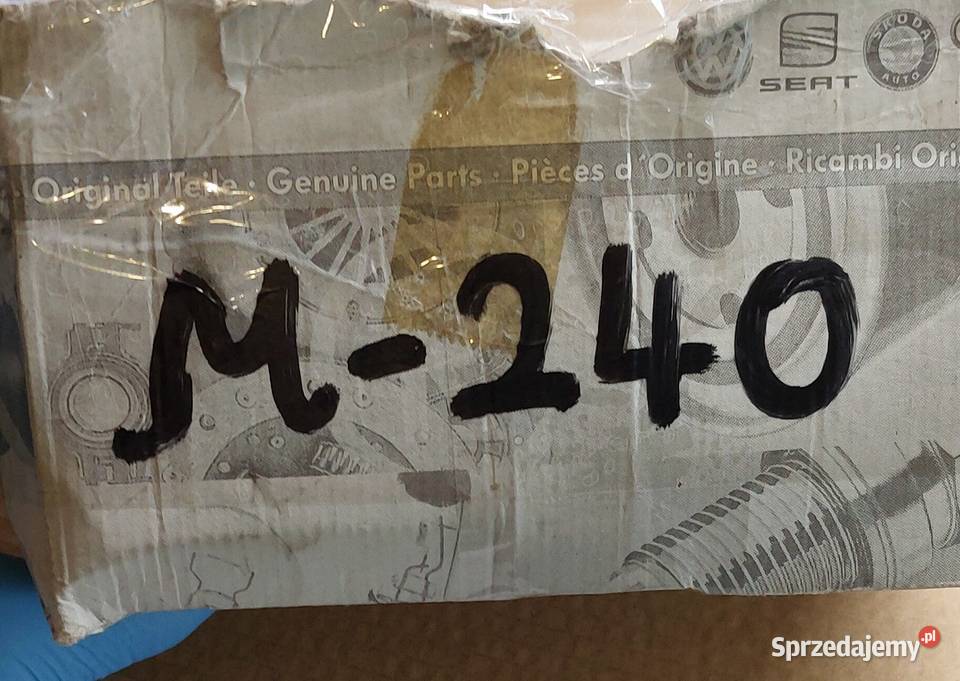 SEAT
ŠKODA
AUTO
Original Teile · Genuine Parts · Pièces d'Origine · Ricambi Ori
M-240
Sprzedajemy.pl